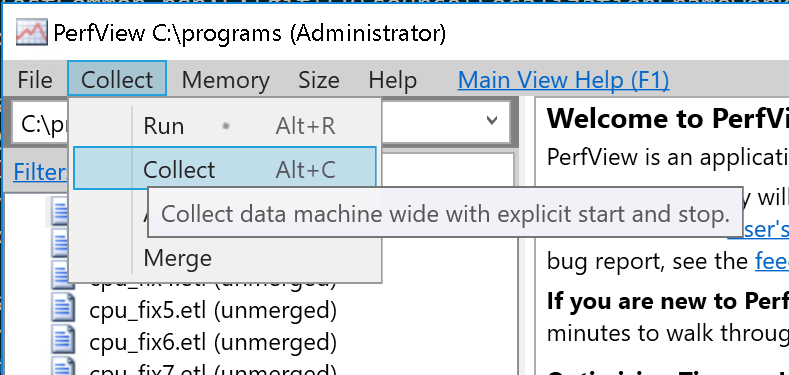 PerfView C:\programs (Administrator)
File Collect Memory Size Help Main View Help (F1)
C:\pr
Run Alt+R
Collect Alt+C
Collect data machine wide with explicit start and stop.
Merge
Filter:
cpu_fix5.etl (unmerged)
cpu_fix6.etl (unmerged)
cpu_fix7.etl (unmerged)
Welcome to PerfVi
PerfView is an applicati
y will
ser's
bug report, see the fee
If you are new to Perf
minutes to walk throug